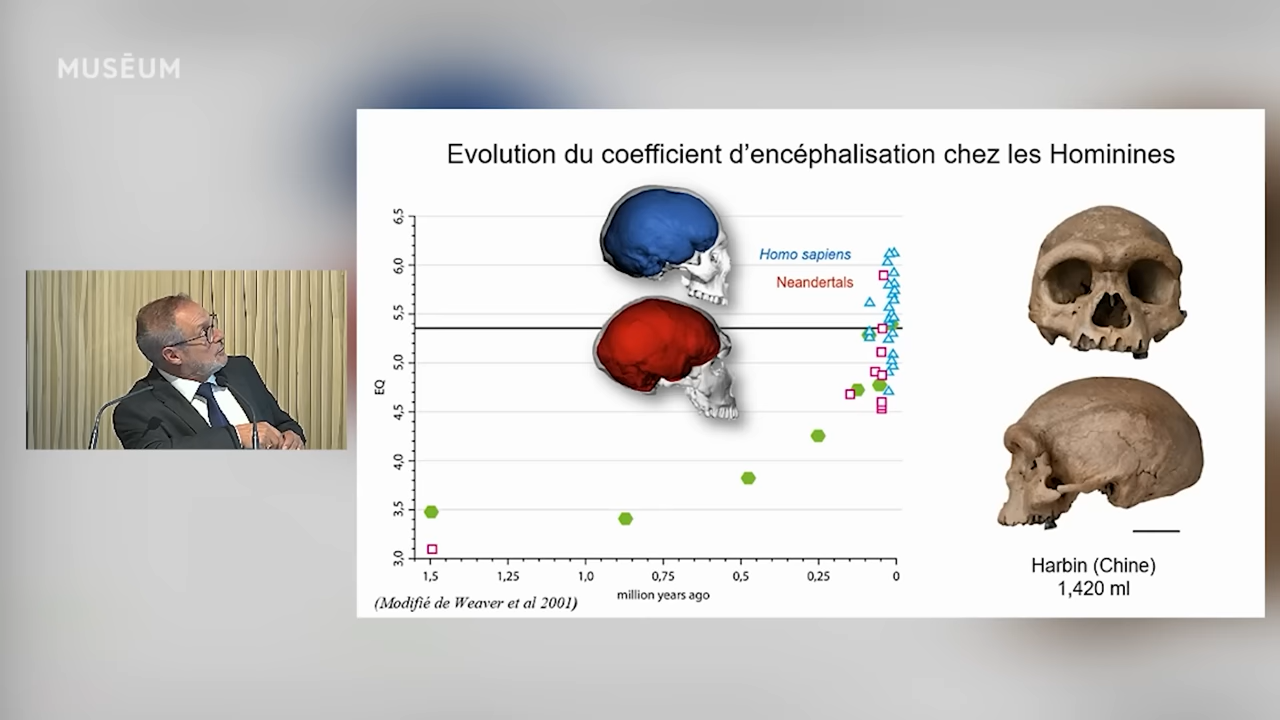 MUSĒUM
Evolution du coefficient d’encéphalisation chez les Hominines
6,5
6,0
5,5
5,0
4,5
4,0
3,5
3,0
EQ
Homo sapiens
Neandertals
1,5
1,25
1,0
0,75
0,5
0,25
0
million years ago
(Modifié de Weaver et al 2001)
Harbin (Chine)
1,420 ml